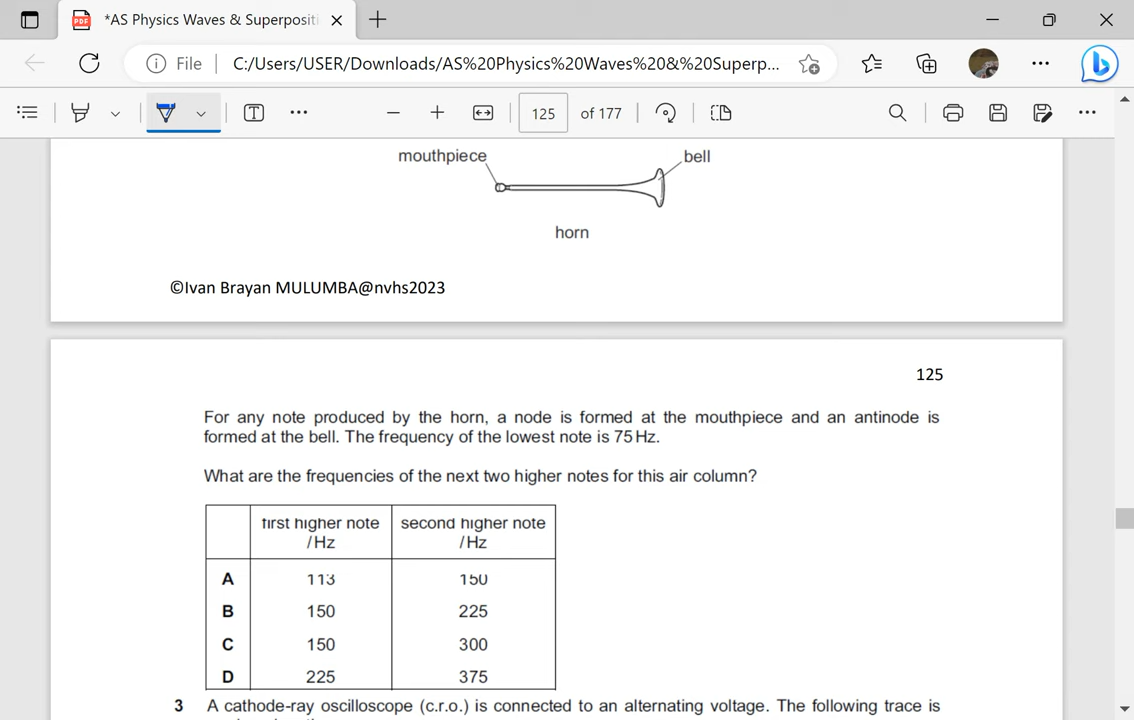 *AS Physics Waves & Superpositi
File
C:/Users/USER/Downloads/AS%20Physics%20Waves%20&%20Superp...
125
of 177
mouthpiece
bell
horn
©Ivan Brayan MULUMBA@nvhs2023
125
For any note produced by the horn, a node is formed at the mouthpiece and an antinode is
formed at the bell. The frequency of the lowest note is 75 Hz.
What are the frequencies of the next two higher notes for this air column?
first higher note second higher note
/Hz /Hz
A 113 150
B 150 225
C 150 300
D 225 375
3 A cathode-ray oscilloscope (c.r.o.) is connected to an alternating voltage. The following trace is